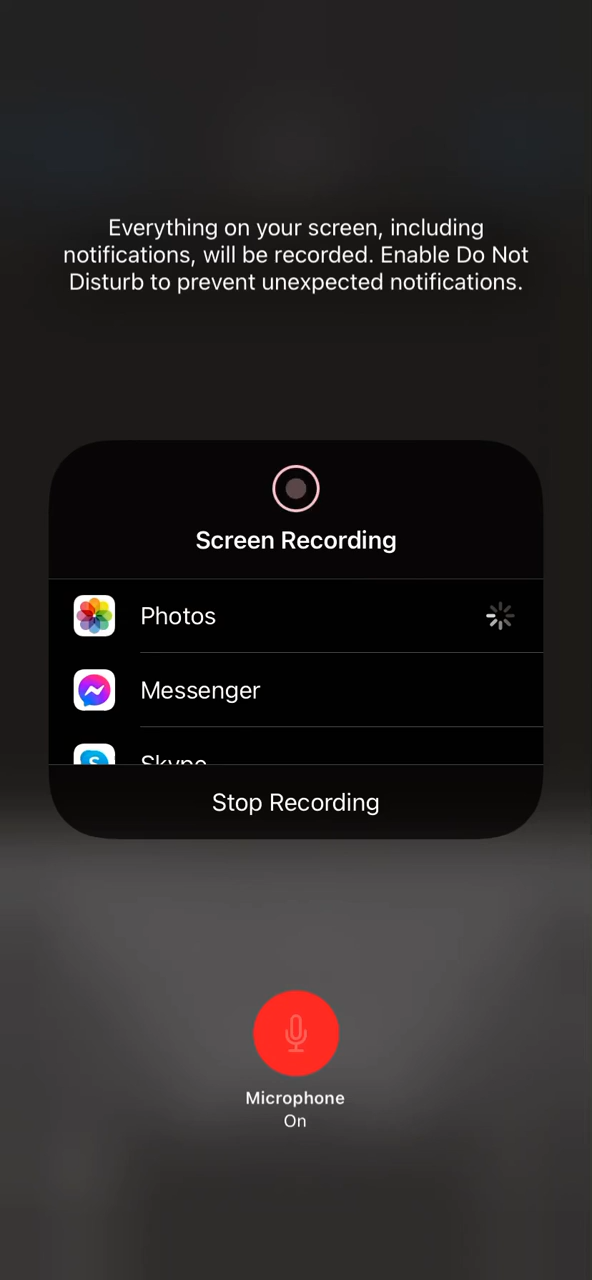 Everything on your screen, including
notifications, will be recorded. Enable Do Not
Disturb to prevent unexpected notifications.
Screen Recording
Photos
Messenger
Skype
Stop Recording
Microphone
On